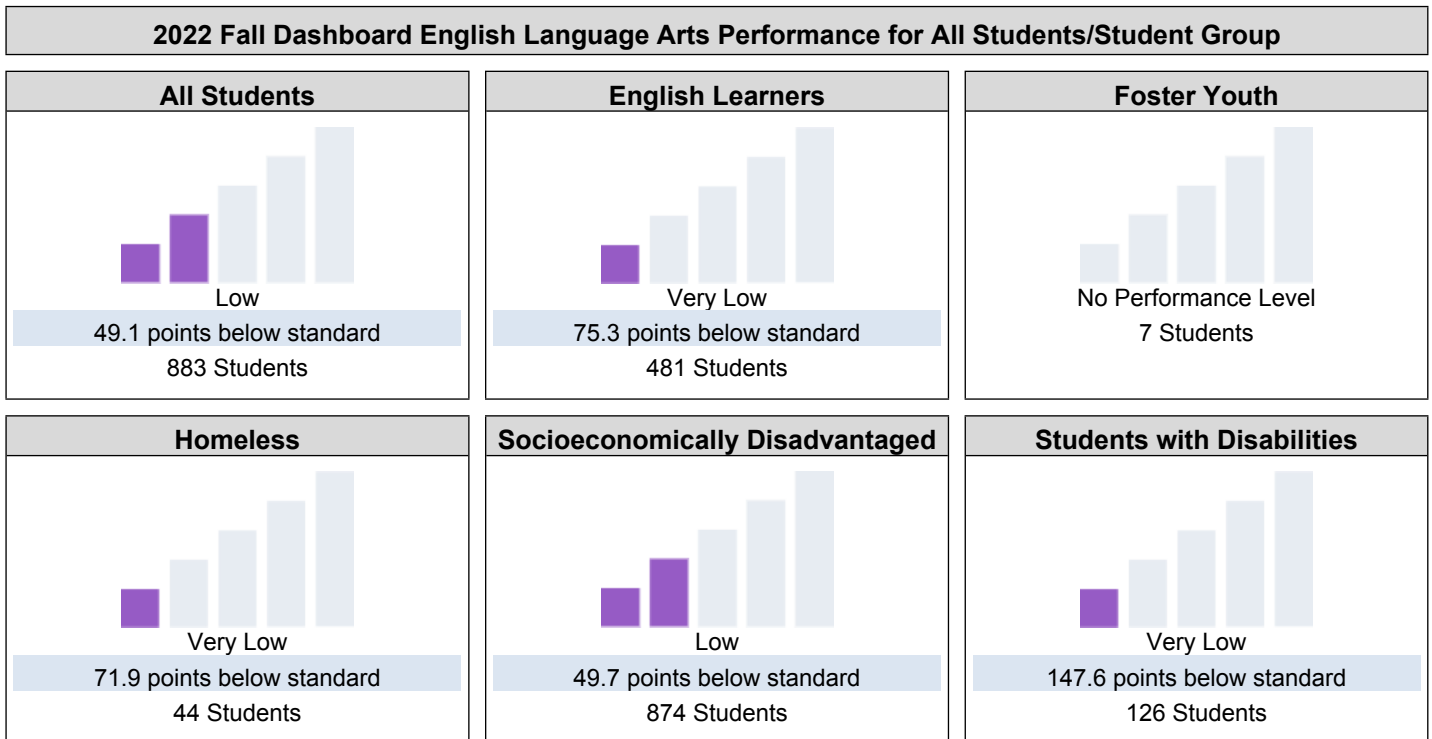 2022 Fall Dashboard English Language Arts Performance for All Students/Student Group
All Students
Low
49.1 points below standard
883 Students
English Learners
Very Low
75.3 points below standard
481 Students
Foster Youth
No Performance Level
7 Students
Homeless
Very Low
71.9 points below standard
44 Students
Socioeconomically Disadvantaged
Low
49.7 points below standard
874 Students
Students with Disabilities
Very Low
147.6 points below standard
126 Students